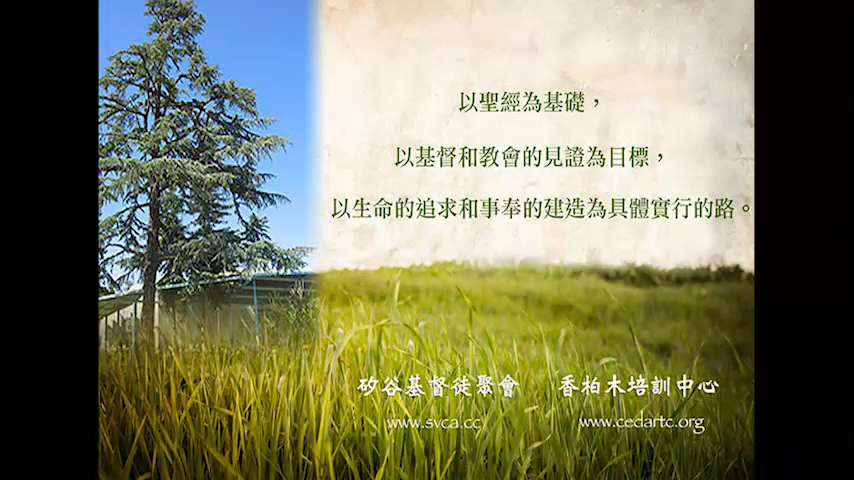 以聖經為基礎，
以基督和教會的見證為目標，
以生命的追求和事奉的建造為具體實行的路。
矽谷基督徒聚會 香柏木培訓中心
www.svca.cc www.cedartc.org